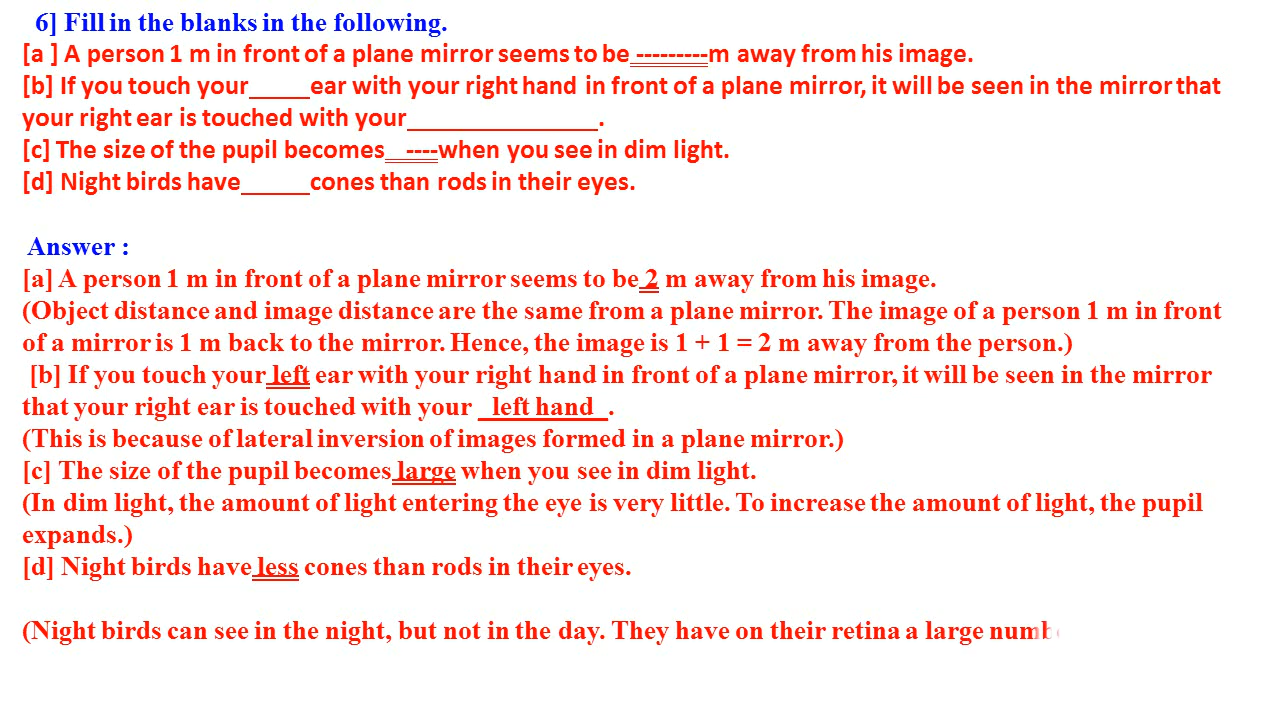 6] Fill in the blanks in the following.
[a ] A person 1 m in front of a plane mirror seems to be ---------m away from his image.
[b] If you touch your_____ear with your right hand in front of a plane mirror, it will be seen in the mirror that
your right ear is touched with your______________.
[c] The size of the pupil becomes__----when you see in dim light.
[d] Night birds have_____cones than rods in their eyes.
Answer :
[a] A person 1 m in front of a plane mirror seems to be 2 m away from his image.
(Object distance and image distance are the same from a plane mirror. The image of a person 1 m in front
of a mirror is 1 m back to the mirror. Hence, the image is 1 + 1 = 2 m away from the person.)
[b] If you touch your left ear with your right hand in front of a plane mirror, it will be seen in the mirror
that your right ear is touched with your _left hand_.
(This is because of lateral inversion of images formed in a plane mirror.)
[c] The size of the pupil becomes large when you see in dim light.
(In dim light, the amount of light entering the eye is very little. To increase the amount of light, the pupil
expands.)
[d] Night birds have less cones than rods in their eyes.
(Night birds can see in the night, but not in the day. They have on their retina a large